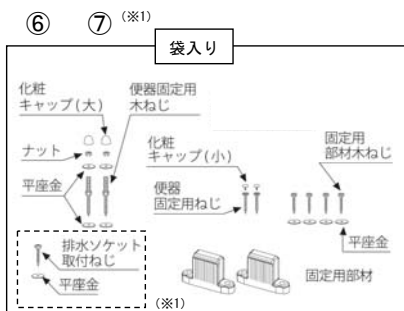 ⑥ ⑦ (※1)
袋入り
化粧
キャップ(大)
便器固定用
木ねじ
ナット
平座金
化粧
キャップ(小)
便器
固定用ねじ
固定用
部材木ねじ
平座金
固定用部材
排水ソケット
取付ねじ
平座金
(※1)